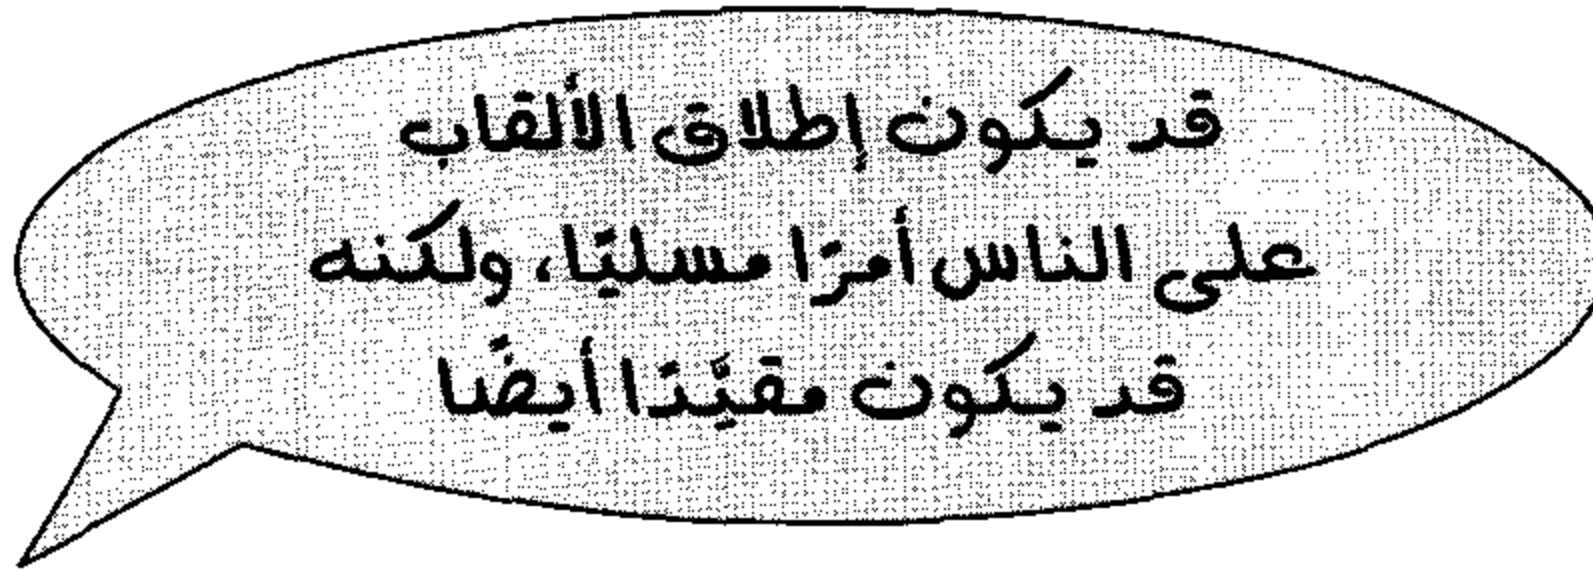 قد يكون إطلاق الألقاب
على الناس أمرًا مسليًا، ولكنه
قد يكون مقيَّدًا أيضًا